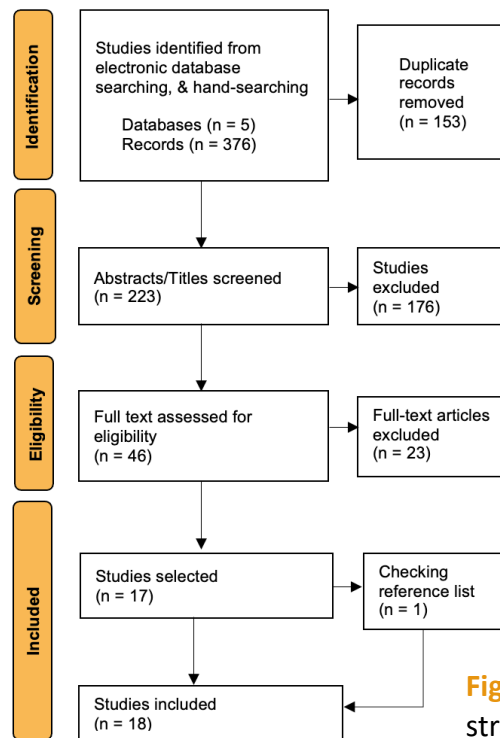 Identification
Studies identified from
electronic database
searching, & hand-searching
Databases (n = 5)
Records (n = 376)
Duplicate
records
removed
(n = 153)
Screening
Abstracts/Titles screened
(n = 223)
Studies
excluded
(n = 176)
Eligibility
Full text assessed for
eligibility
(n = 46)
Full-text articles
excluded
(n = 23)
Included
Studies selected
(n = 17)
Checking
reference list
(n = 1)
Studies included
(n = 18)
Fig
str